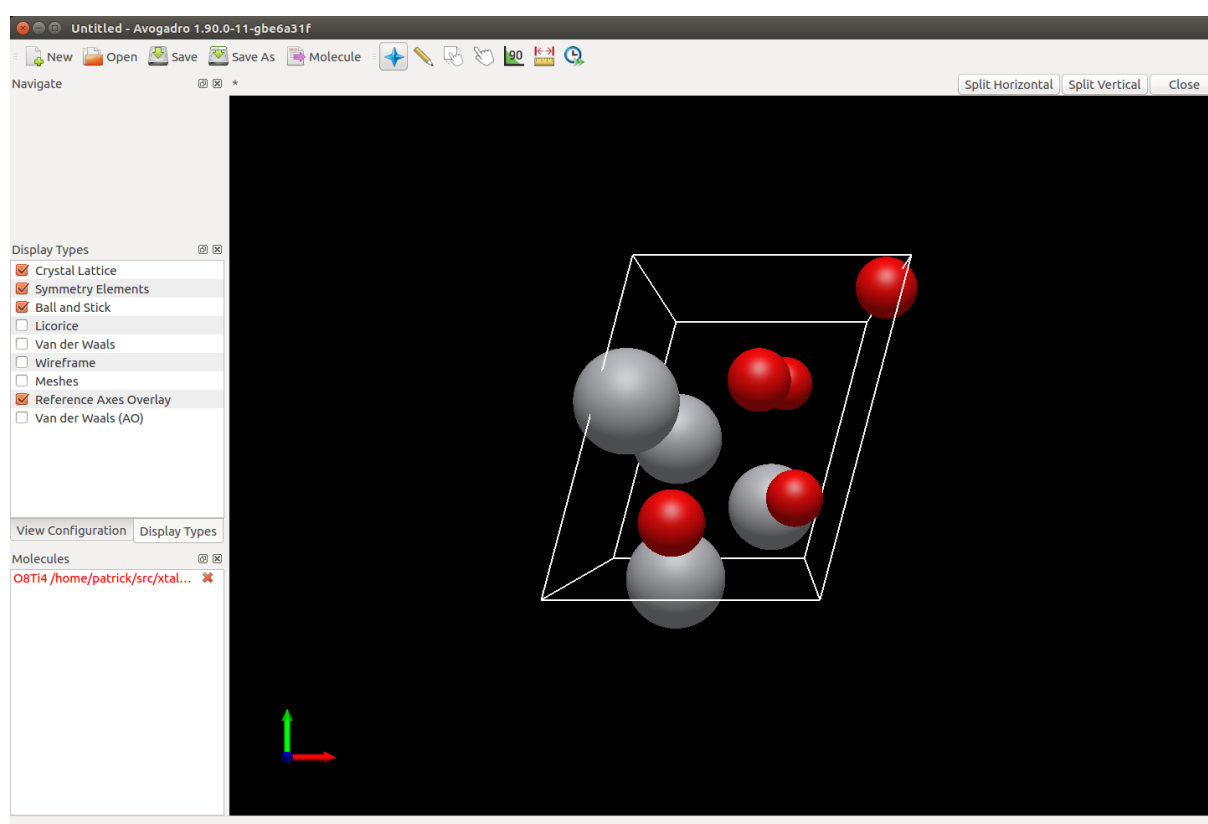 Untitled - Avogadro 1.90.0-11-gbe6a31f
New Open Save Save As Molecule 90
Navigate * Split Horizontal Split Vertical Close
Display Types
Crystal Lattice
Symmetry Elements
Ball and Stick
Licorice
Van der Waals
Wireframe
Meshes
Reference Axes Overlay
Van der Waals (AO)
View Configuration Display Types
Molecules
O8Ti4 /home/patrick/src/xtal...